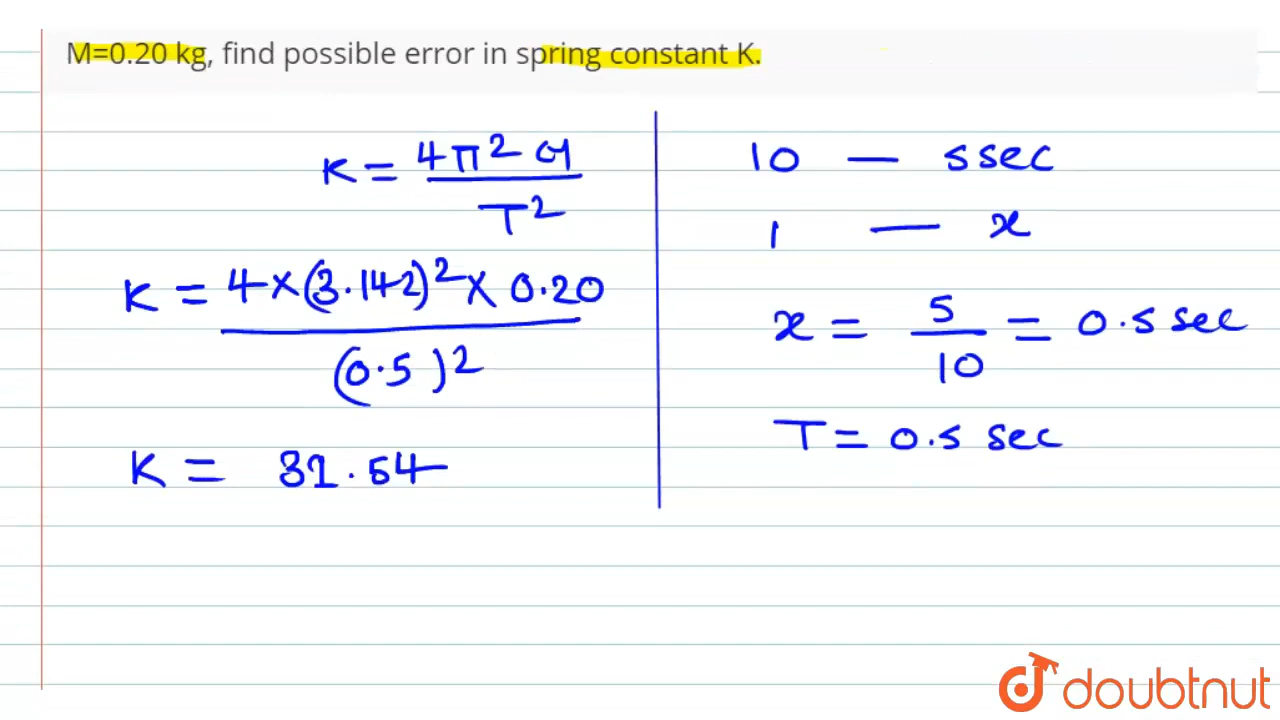 M=0.20 kg, find possible error in spring constant K.
K = 4π² M
T²
K = 4×(3.142)² × 0.20
(0.5)²
K = 31.54
10 — 5 sec
1 — x
x = 5/10 = 0.5 sec
T = 0.5 sec
doubtnut